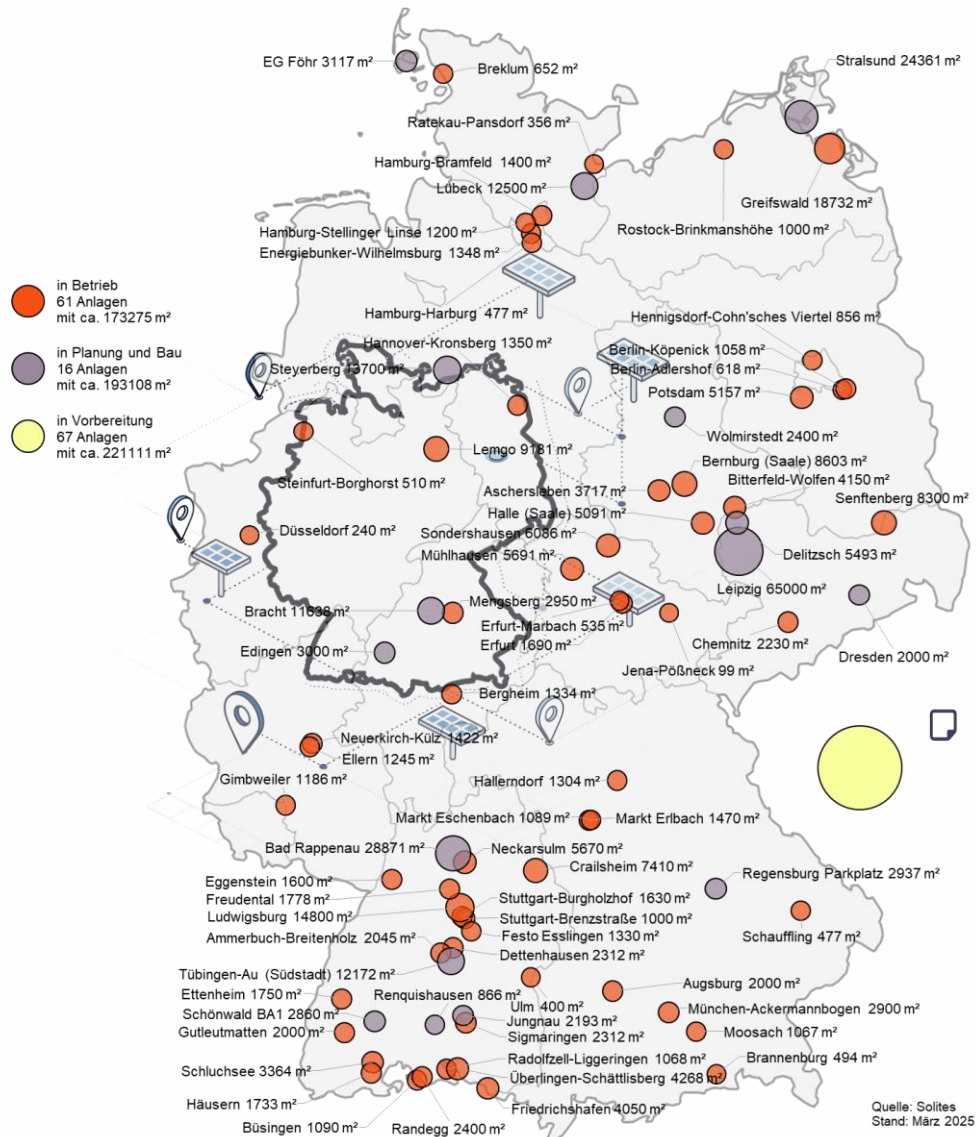 EG Föhr 3117 m²
Breklum 652 m²
Stralsund 24361 m²
Ratekau-Pansdorf 356 m²
Hamburg-Bramfeld 1400 m²
Lübeck 12500 m²
Greifswald 18732 m²
Hamburg-Stellinger Linse 1200 m²
Rostock-Brinkmanshöhe 1000 m²
Energiebunker-Wilhelmsburg 1348 m²
in Betrieb
61 Anlagen
mit ca. 173275 m²
in Planung und Bau
16 Anlagen
mit ca. 193108 m²
in Vorbereitung
67 Anlagen
mit ca. 221111 m²
Hamburg-Harburg 477 m²
Hennigsdorf-Cohn'sches Viertel 856 m²
Hannover-Kronsberg 1350 m²
Berlin-Köpenick 1058 m²
Steyerberg 13700 m²
Berlin-Adlershof 618 m²
Potsdam 5157 m²
Wolmirstedt 2400 m²
Lemgo 9181 m²
Bernburg (Saale) 8603 m²
Steinfurt-Borghorst 510 m²
Bitterfeld-Wolfen 4150 m²
Aschersleben 3717 m²
Senftenberg 8300 m²
Halle (Saale) 5091 m²
Düsseldorf 240 m²
Sondershausen 6086 m²
Mühlhausen 5691 m²
Delitzsch 5493 m²
Leipzig 65000 m²
Mengsberg 2950 m²
Bracht 11638 m²
Erfurt-Marbach 535 m²
Erfurt 1690 m²
Chemnitz 2230 m²
Edingen 3000 m²
Dresden 2000 m²
Jena-Pößneck 99 m²
Bergheim 1334 m²
Neuerkirch-Külz 1422 m²
Ellern 1245 m²
Gimbweiler 1186 m²
Hallerndorf 1304 m²
Markt Eschenbach 1089 m²
Markt Erlbach 1470 m²
Bad Rappenau 28871 m²
Neckarsulm 5670 m²
Crailsheim 7410 m²
Regensburg Parkplatz 2937 m²
Eggenstein 1600 m²
Freudental 1778 m²
Stuttgart-Burgholzhof 1630 m²
Ludwigsburg 14800 m²
Stuttgart-Brenzstraße 1000 m²
Schauffling 477 m²
Festo Esslingen 1330 m²
Ammerbuch-Breitenholz 2045 m²
Dettenhausen 2312 m²
Tübingen-Au (Südstadt) 12172 m²
Augsburg 2000 m²
Ettenheim 1750 m²
Renquishausen 866 m²
Ulm 400 m²
München-Ackermannbogen 2900 m²
Schönwald BA1 2860 m²
Jungnau 2193 m²
Gutleutmatten 2000 m²
Sigmaringen 2312 m²
Moosach 1067 m²
Radolfzell-Liggeringen 1068 m²
Brannenburg 494 m²
Schluchsee 3364 m²
Überlingen-Schättlisberg 4268 m²
Häusern 1733 m²
Friedrichshafen 4050 m²
Büsingen 1090 m²
Randegg 2400 m²
Quelle: Solites
Stand: März 2025